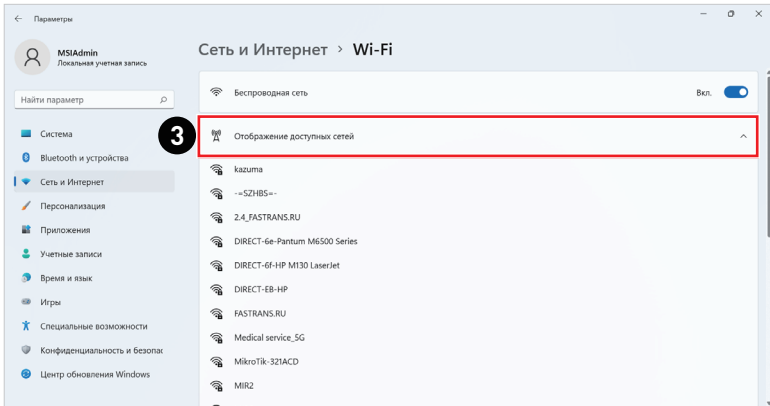 Параметры
MSIAdmin
Локальная учетная запись
Найти параметр
Система
Bluetooth и устройства
Сеть и Интернет
Персонализация
Приложения
Учетные записи
Время и язык
Игры
Специальные возможности
Конфиденциальность и безопас
Центр обновления Windows
Сеть и Интернет > Wi-Fi
Беспроводная сеть Вкл.
3 Отображение доступных сетей
kazuma
-=SZHBS=-
2.4_FASTRANS.RU
DIRECT-6e-Pantum M6500 Series
DIRECT-6f-HP M130 LaserJet
DIRECT-EB-HP
FASTRANS.RU
Medical service_5G
MikroTik-321ACD
MIR2